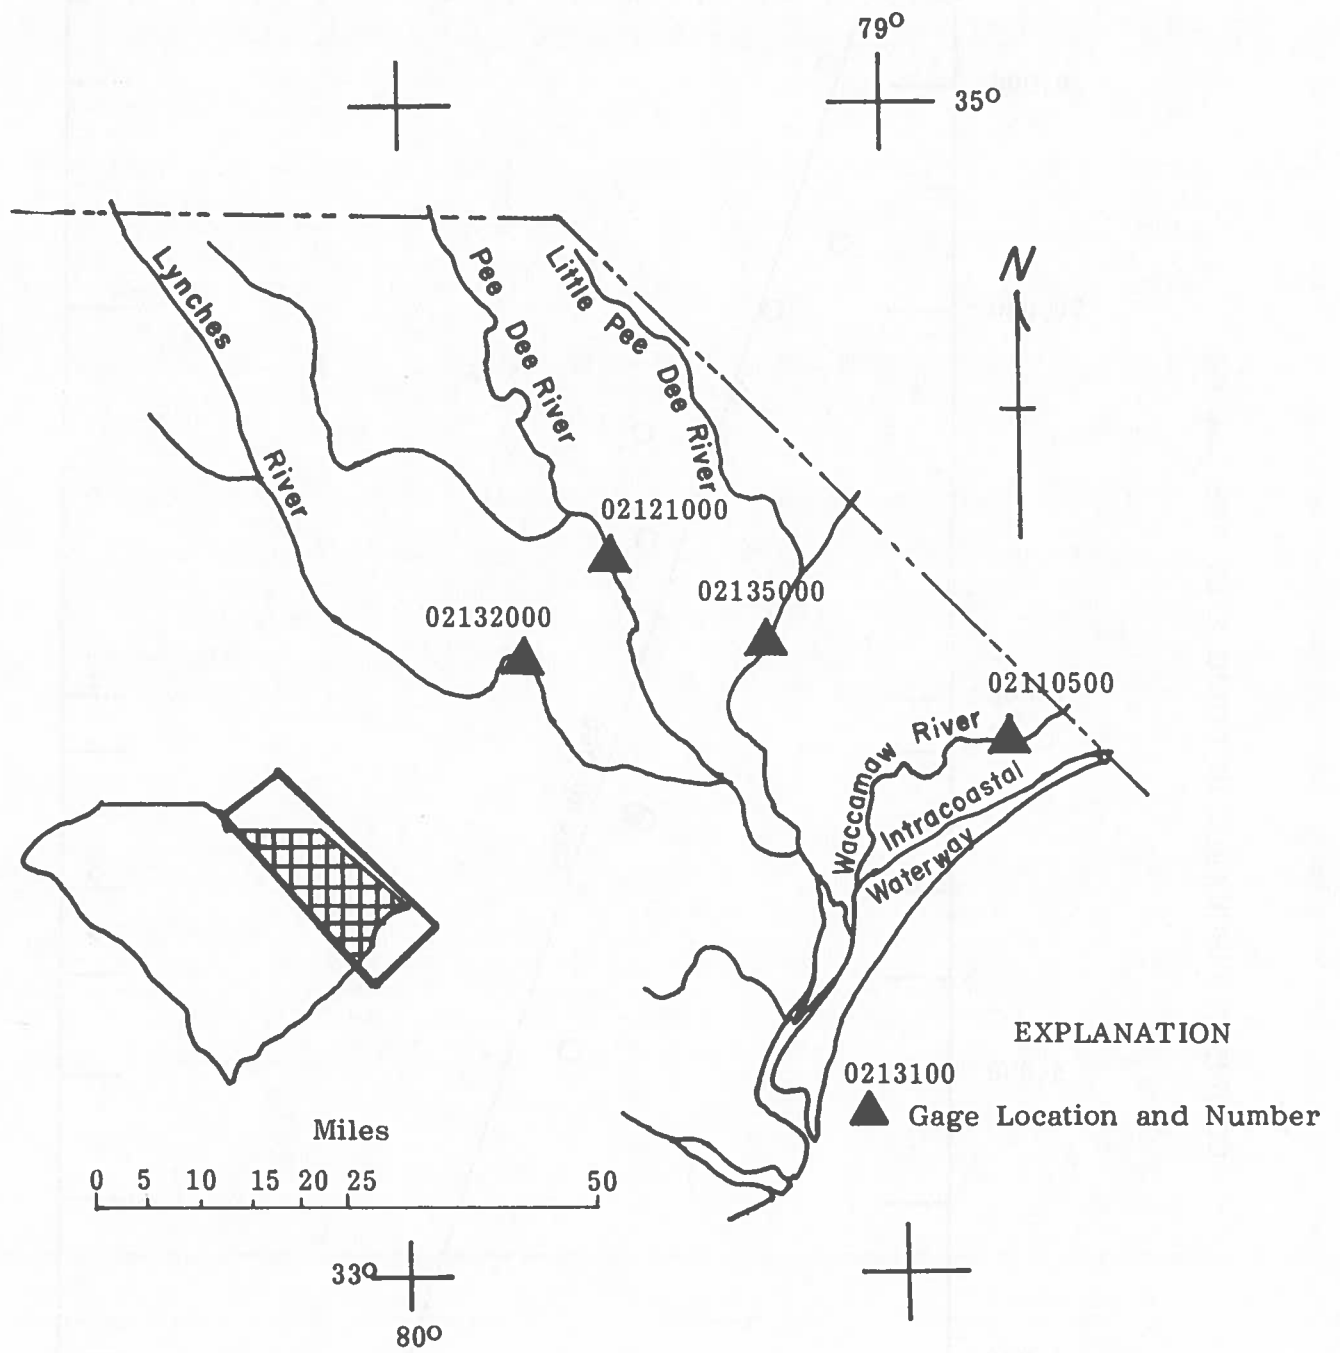 79°
35°
N
Lynches River
Pee Dee River
Little Pee Dee River
02121000
02135000
02132000
02110500
Waccamaw River
Intracoastal
Waterway
EXPLANATION
0213100
Gage Location and Number
Miles
0 5 10 15 20 25 50
33°
80°